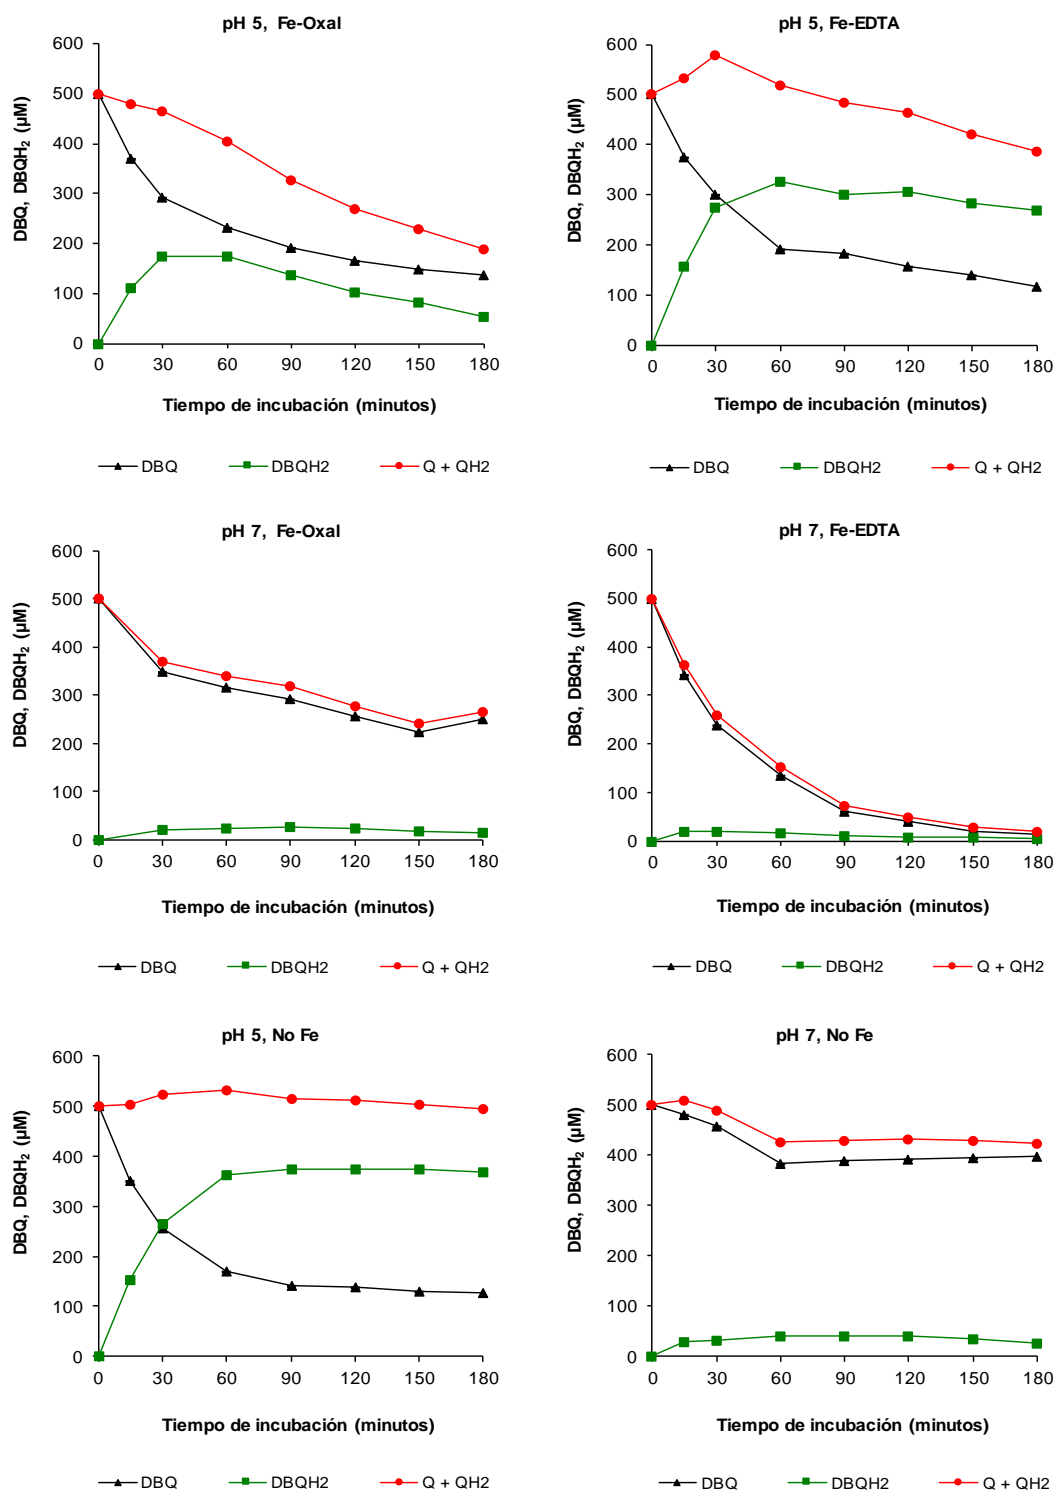 pH 5,  Fe-Oxal
DBQ, DBQH₂ (µM)
600
500
400
300
200
100
0
0 30 60 90 120 150 180
Tiempo de incubación (minutos)
DBQ DBQH2 Q + QH2
pH 5, Fe-EDTA
DBQ, DBQH₂ (µM)
600
500
400
300
200
100
0
0 30 60 90 120 150 180
Tiempo de incubación (minutos)
DBQ DBQH2 Q + QH2
pH 7,  Fe-Oxal
DBQ, DBQH₂ (µM)
600
500
400
300
200
100
0
0 30 60 90 120 150 180
Tiempo de incubación (minutos)
DBQ DBQH2 Q + QH2
pH 7, Fe-EDTA
DBQ, DBQH₂ (µM)
600
500
400
300
200
100
0
0 30 60 90 120 150 180
Tiempo de incubación (minutos)
DBQ DBQH2 Q + QH2
pH 5, No Fe
DBQ, DBQH₂ (µM)
600
500
400
300
200
100
0
0 30 60 90 120 150 180
Tiempo de incubación (minutos)
DBQ DBQH2 Q + QH2
pH 7, No Fe
DBQ, DBQH₂ (µM)
600
500
400
300
200
100
0
0 30 60 90 120 150 180
Tiempo de incubación (minutos)
DBQ DBQH2 Q + QH2